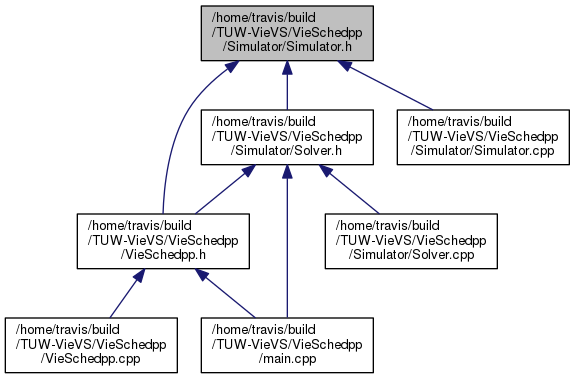 /home/travis/build
/TUW-VieVS/VieSchedpp
/Simulator/Simulator.h
/home/travis/build
/TUW-VieVS/VieSchedpp
/Simulator/Solver.h
/home/travis/build
/TUW-VieVS/VieSchedpp
/Simulator/Simulator.cpp
/home/travis/build
/TUW-VieVS/VieSchedpp
/VieSchedpp.h
/home/travis/build
/TUW-VieVS/VieSchedpp
/Simulator/Solver.cpp
/home/travis/build
/TUW-VieVS/VieSchedpp
/VieSchedpp.cpp
/home/travis/build
/TUW-VieVS/VieSchedpp
/main.cpp